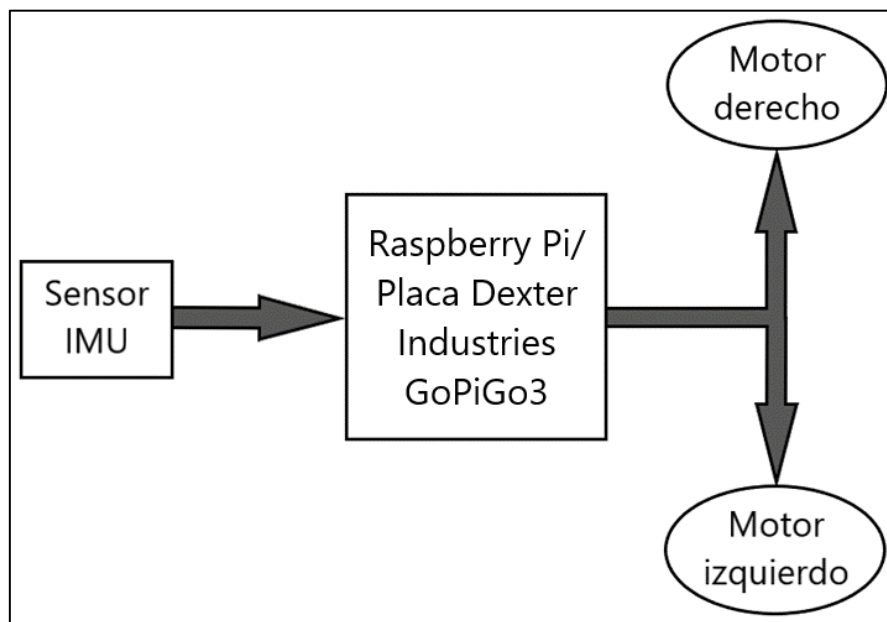 Sensor
IMU
Raspberry Pi/
Placa Dexter
Industries
GoPiGo3
Motor
derecho
Motor
izquierdo